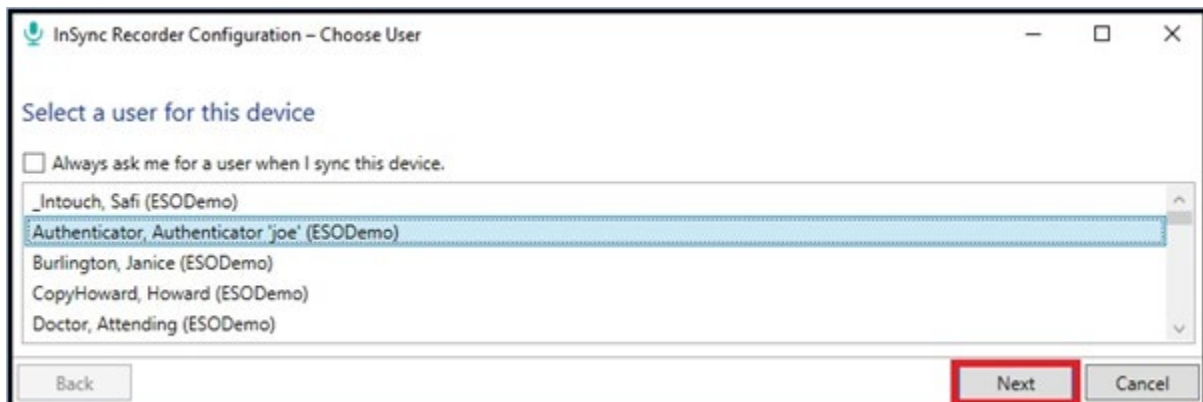 InSync Recorder Configuration – Choose User
Select a user for this device
Always ask me for a user when I sync this device.
_Intouch, Safi (ESODemo)
Authenticator, Authenticator 'joe' (ESODemo)
Burlington, Janice (ESODemo)
CopyHoward, Howard (ESODemo)
Doctor, Attending (ESODemo)
Back Next Cancel